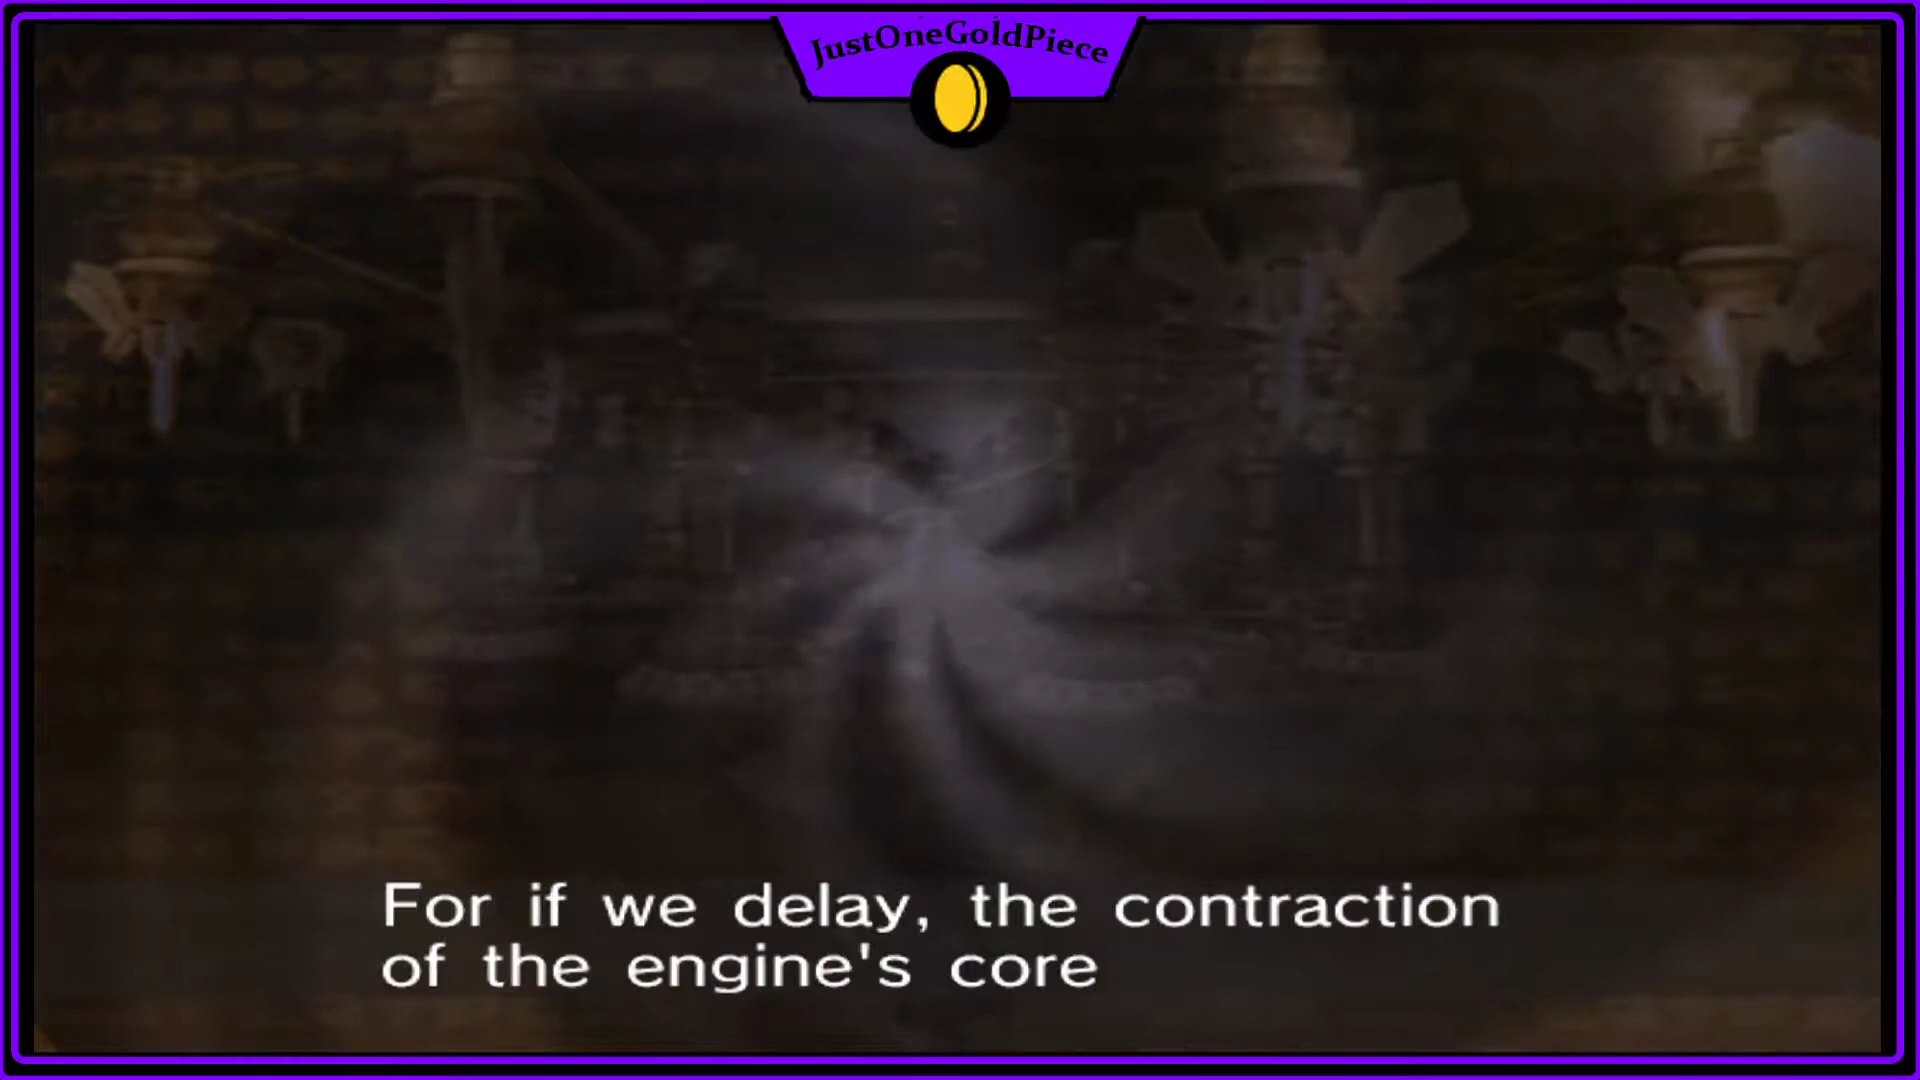 JustOneGoldPiece
For if we delay, the contraction
of the engine's core